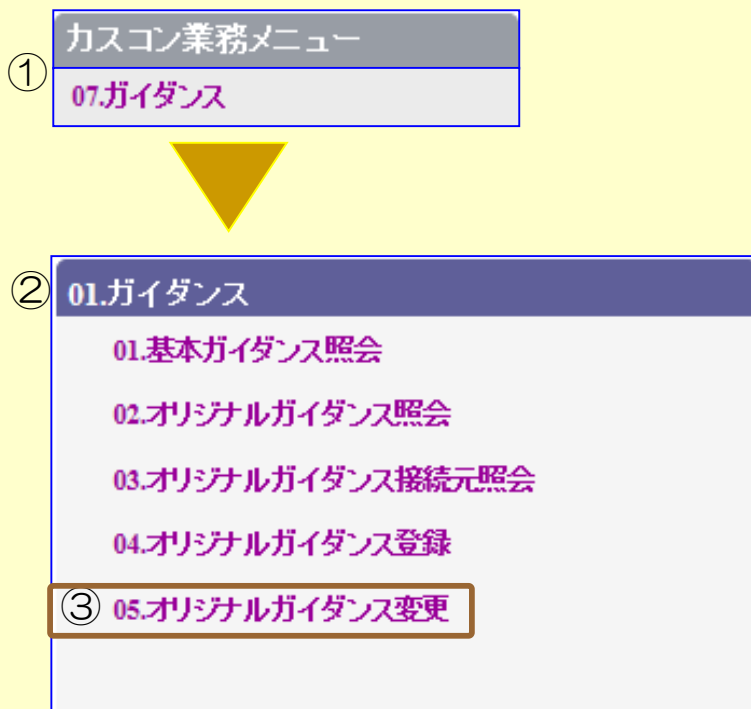 カスコン業務メニュー
①
07.ガイダンス
② 01.ガイダンス
01.基本ガイダンス照会
02.オリジナルガイダンス照会
03.オリジナルガイダンス接続元照会
04.オリジナルガイダンス登録
③ 05.オリジナルガイダンス変更